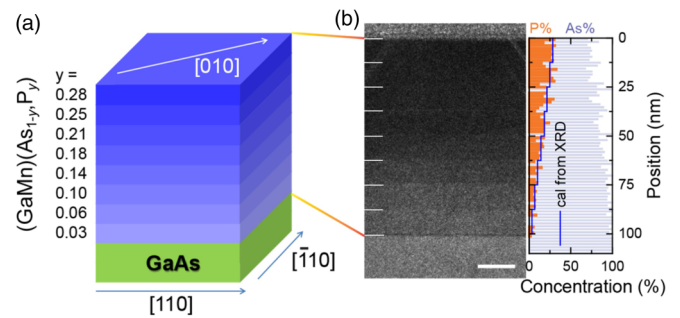 (a)
[010]
y =
0.28
0.25
0.21
0.18
0.14
0.10
0.06
0.03
(GaMn)(As1-y,Py)
GaAs
[110]
[1̄10]
(b)
P% As%
0
25
50
75
100
Position (nm)
cal from XRD
0 50 100
Concentration (%)